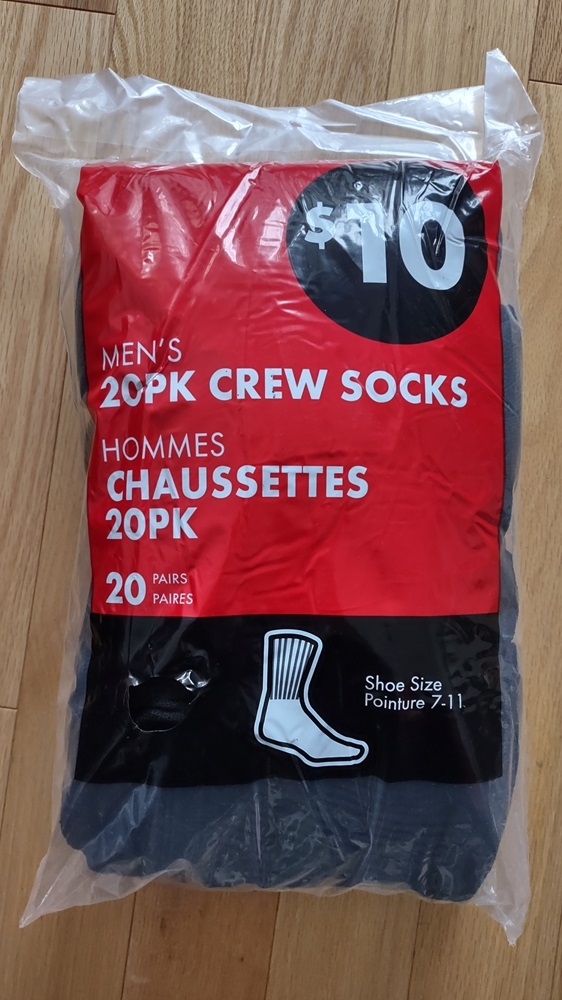 $10
MEN'S
20PK CREW SOCKS
HOMMES
CHAUSSETTES
20PK
20 PAIRS
PAIRES
Shoe Size
Pointure 7-11